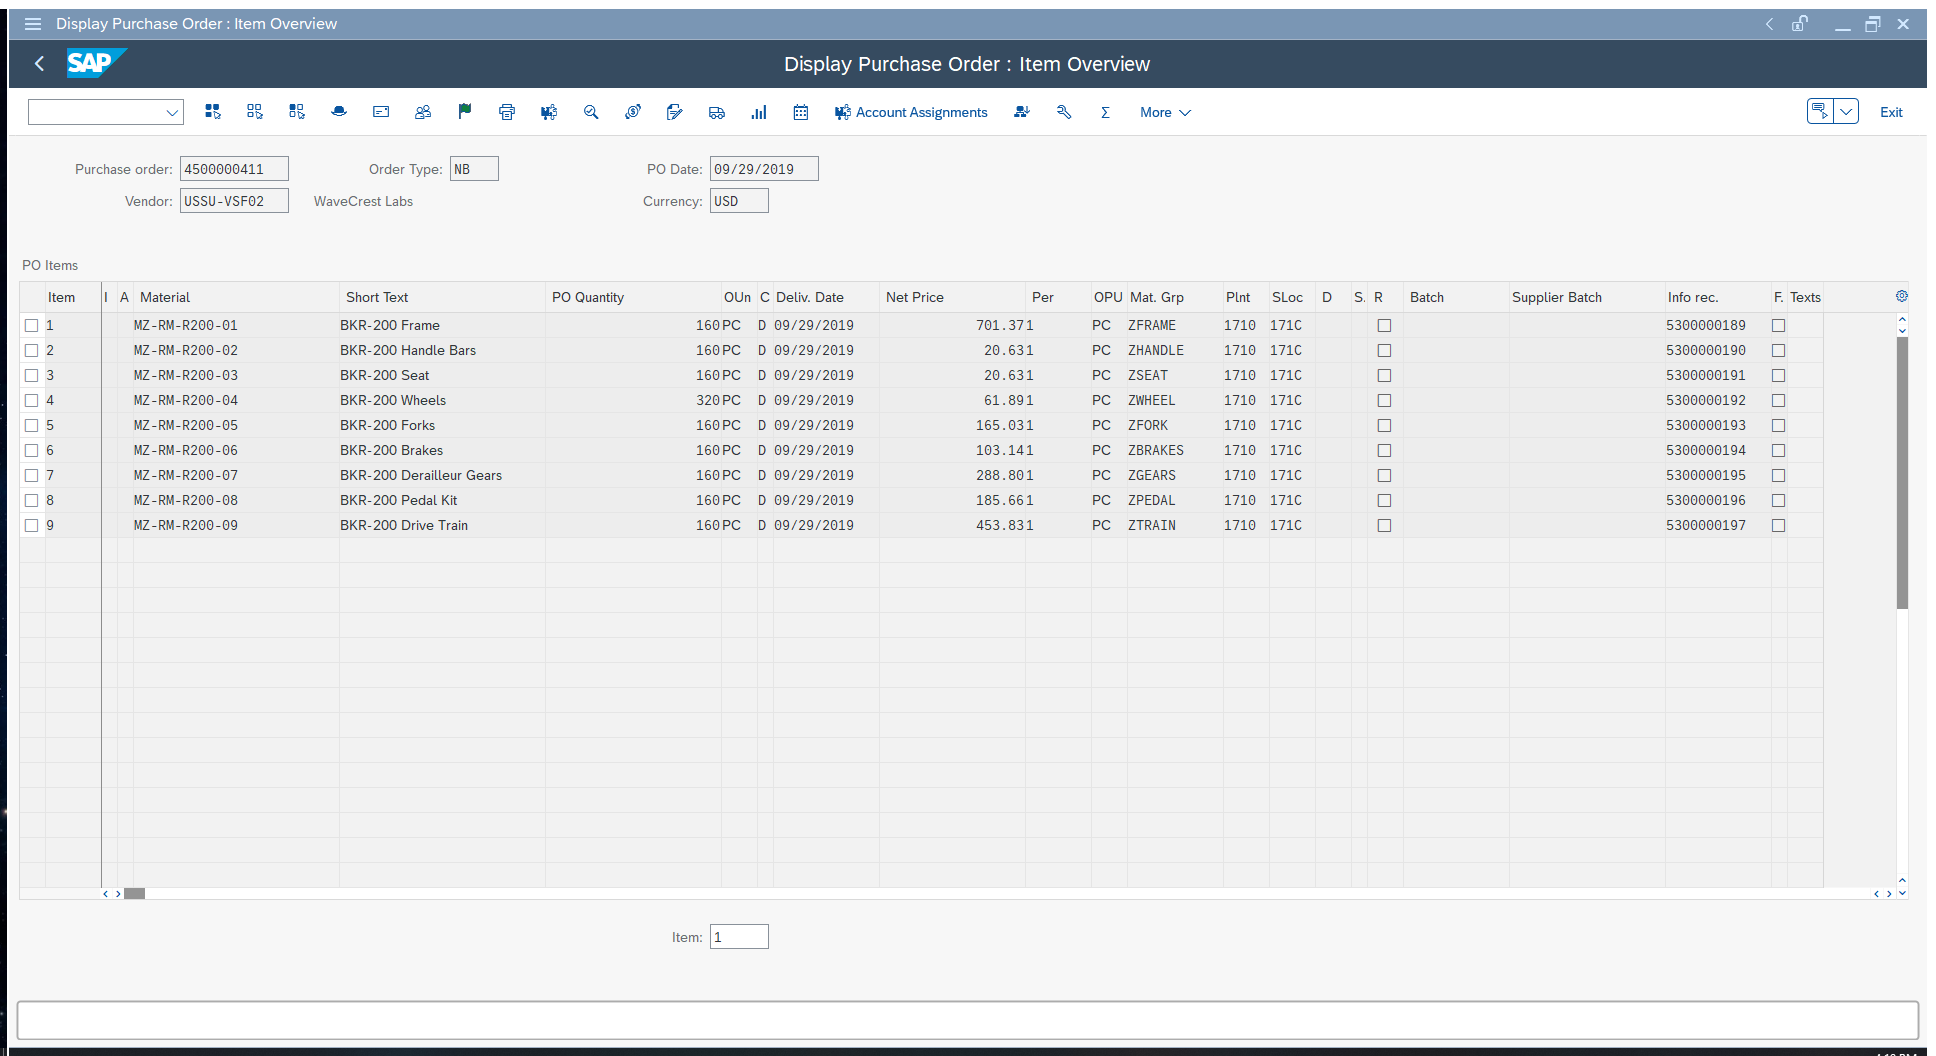 Display Purchase Order : Item Overview
SAP Display Purchase Order : Item Overview
Account Assignments Σ More Exit
Purchase order: 4500000411 Order Type: NB PO Date: 09/29/2019
Vendor: USSU-VSF02 WaveCrest Labs Currency: USD
PO Items
Item I A Material Short Text PO Quantity OUn C Deliv. Date Net Price Per OPU Mat. Grp Plnt SLoc D S. R Batch Supplier Batch Info rec. F. Texts
1 MZ-RM-R200-01 BKR-200 Frame 160 PC D 09/29/2019 701.37 1 PC ZFRAME 1710 171C 5300000189
2 MZ-RM-R200-02 BKR-200 Handle Bars 160 PC D 09/29/2019 20.63 1 PC ZHANDLE 1710 171C 5300000190
3 MZ-RM-R200-03 BKR-200 Seat 160 PC D 09/29/2019 20.63 1 PC ZSEAT 1710 171C 5300000191
4 MZ-RM-R200-04 BKR-200 Wheels 320 PC D 09/29/2019 61.89 1 PC ZWHEEL 1710 171C 5300000192
5 MZ-RM-R200-05 BKR-200 Forks 160 PC D 09/29/2019 165.03 1 PC ZFORK 1710 171C 5300000193
6 MZ-RM-R200-06 BKR-200 Brakes 160 PC D 09/29/2019 103.14 1 PC ZBRAKES 1710 171C 5300000194
7 MZ-RM-R200-07 BKR-200 Derailleur Gears 160 PC D 09/29/2019 288.80 1 PC ZGEARS 1710 171C 5300000195
8 MZ-RM-R200-08 BKR-200 Pedal Kit 160 PC D 09/29/2019 185.66 1 PC ZPEDAL 1710 171C 5300000196
9 MZ-RM-R200-09 BKR-200 Drive Train 160 PC D 09/29/2019 453.83 1 PC ZTRAIN 1710 171C 5300000197
Item: 1